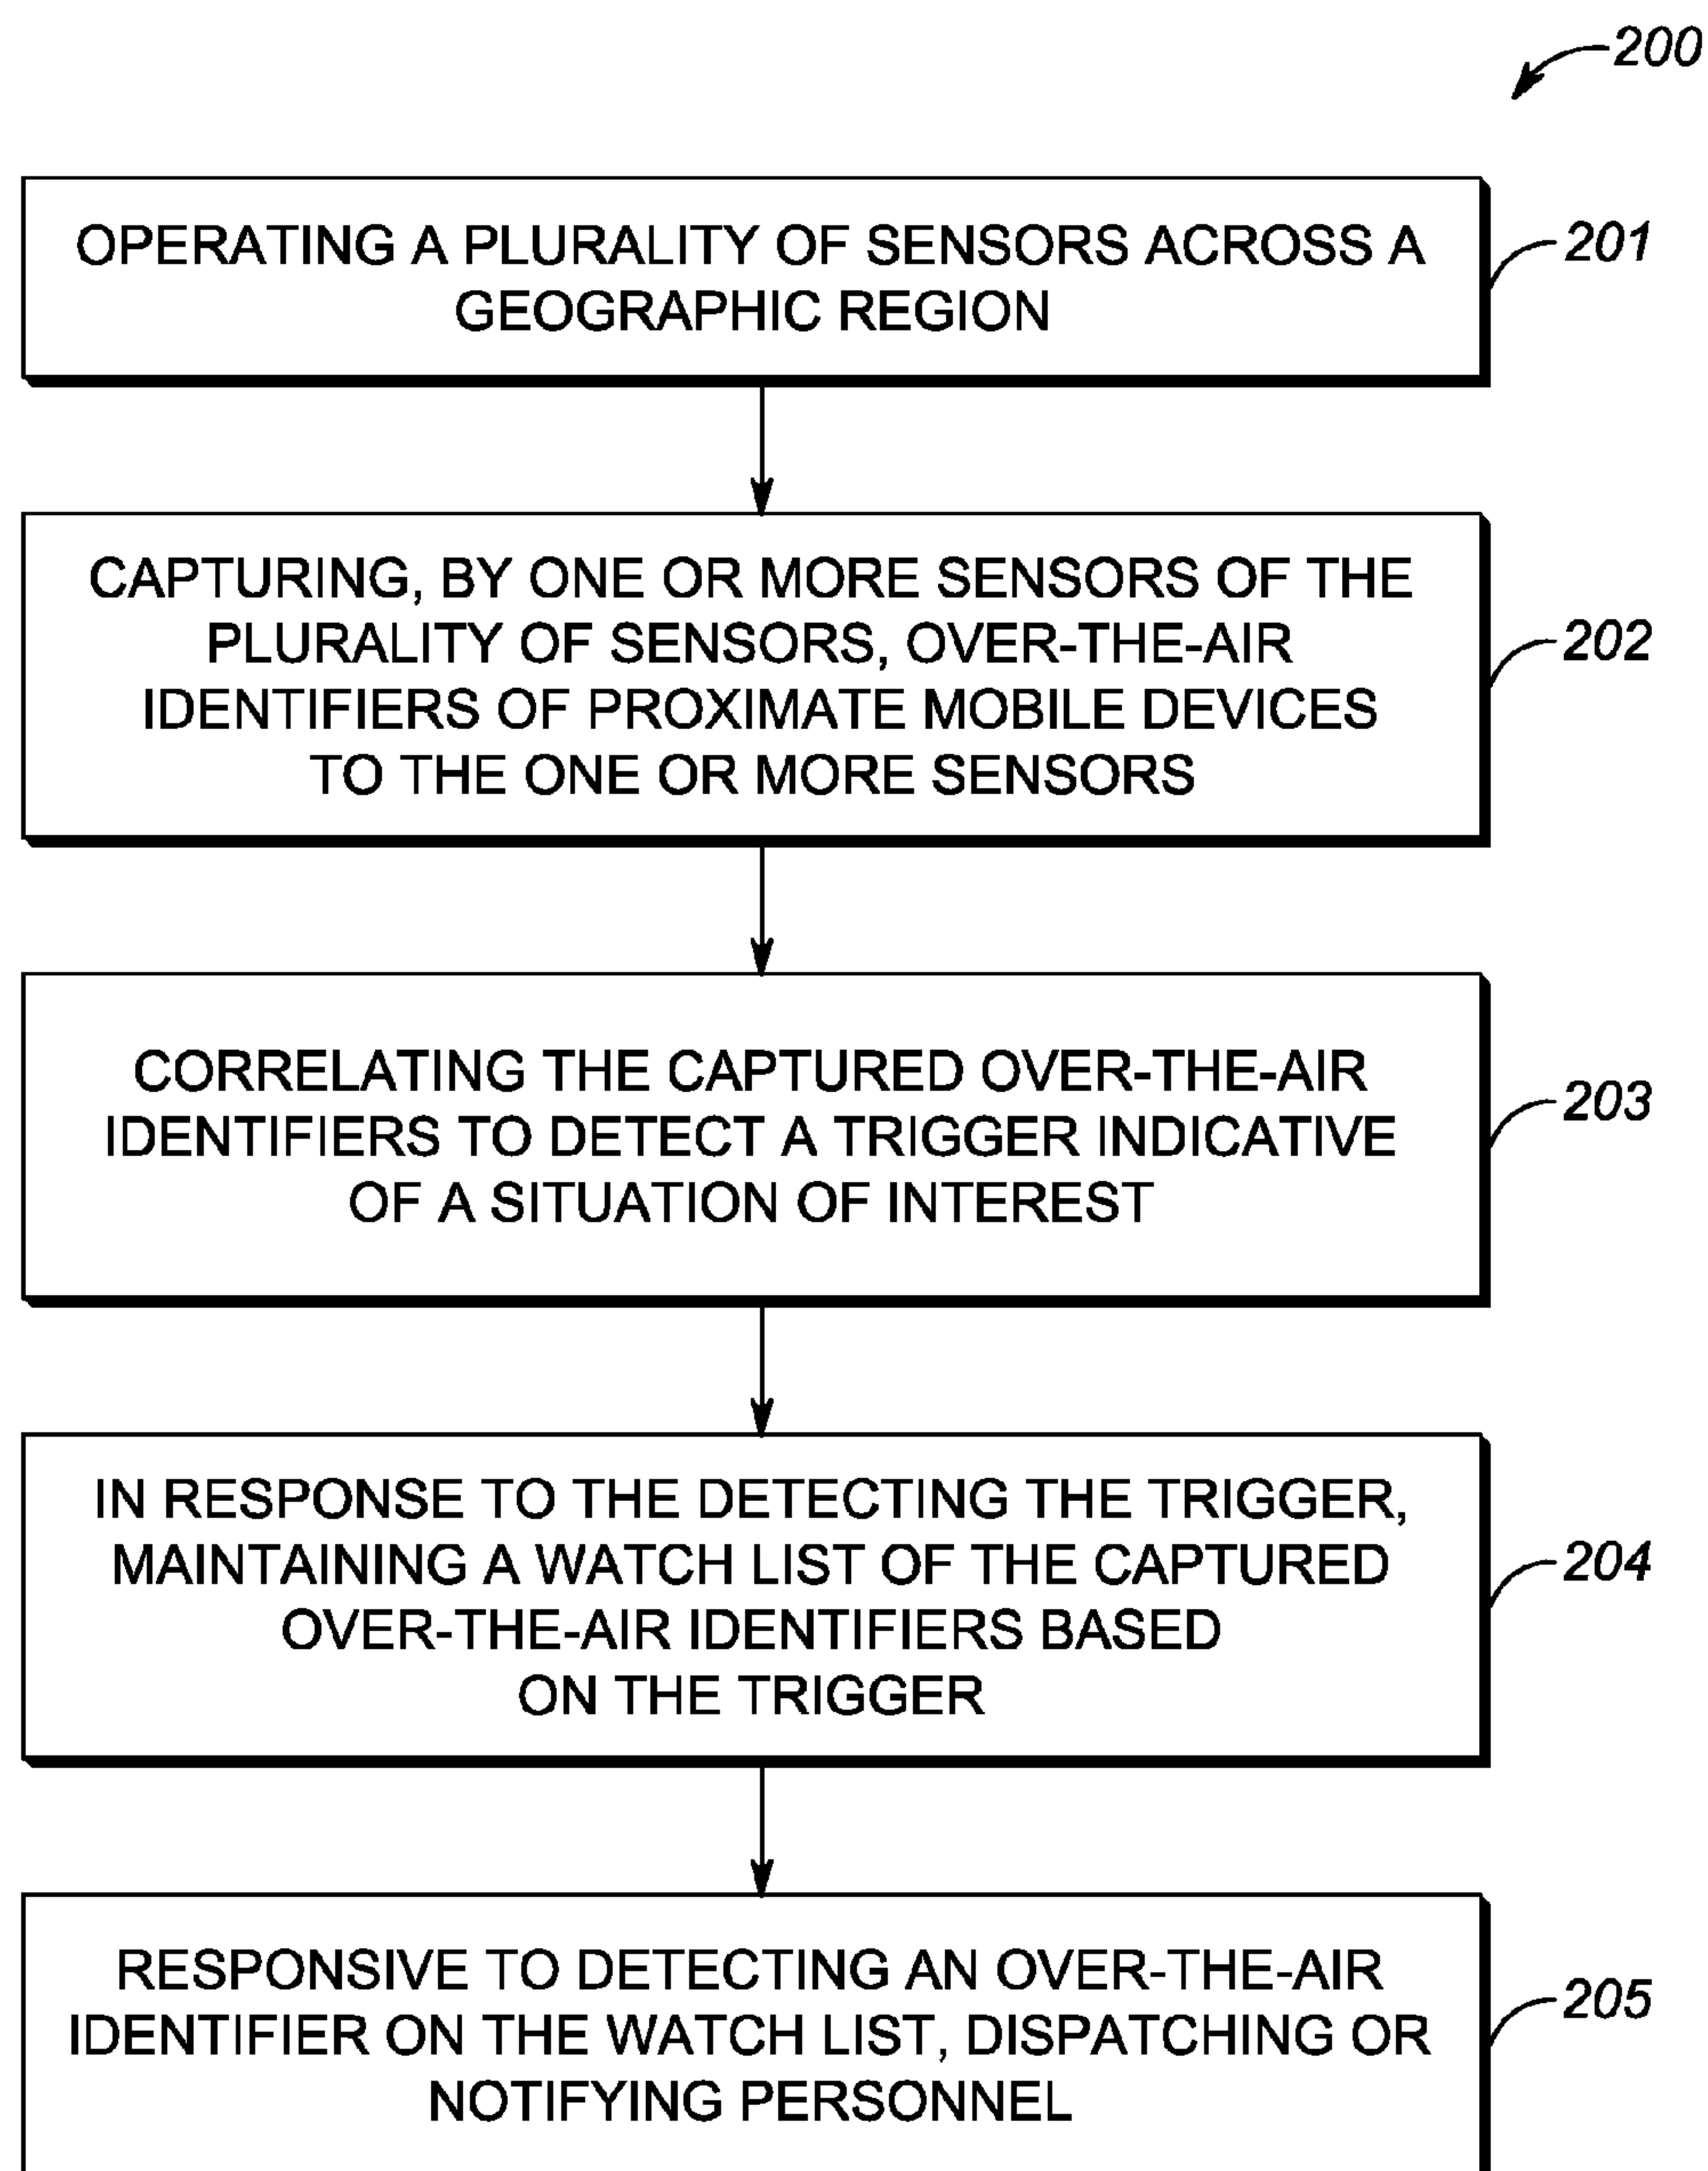 200
OPERATING A PLURALITY OF SENSORS ACROSS A
GEOGRAPHIC REGION
201
CAPTURING, BY ONE OR MORE SENSORS OF THE
PLURALITY OF SENSORS, OVER-THE-AIR
IDENTIFIERS OF PROXIMATE MOBILE DEVICES
TO THE ONE OR MORE SENSORS
202
CORRELATING THE CAPTURED OVER-THE-AIR
IDENTIFIERS TO DETECT A TRIGGER INDICATIVE
OF A SITUATION OF INTEREST
203
IN RESPONSE TO THE DETECTING THE TRIGGER,
MAINTAINING A WATCH LIST OF THE CAPTURED
OVER-THE-AIR IDENTIFIERS BASED
ON THE TRIGGER
204
RESPONSIVE TO DETECTING AN OVER-THE-AIR
IDENTIFIER ON THE WATCH LIST, DISPATCHING OR
NOTIFYING PERSONNEL
205